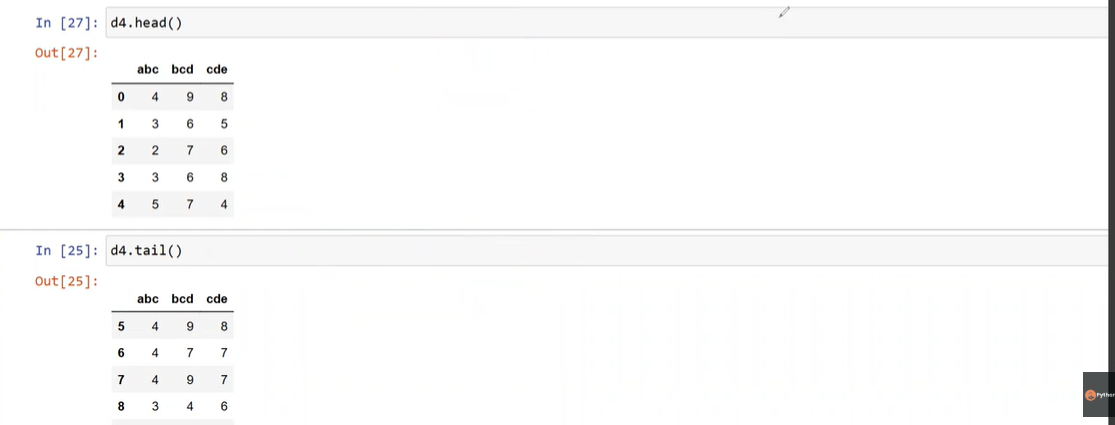 In [27]: d4.head()
Out[27]:
abc bcd cde
0 4 9 8
1 3 6 5
2 2 7 6
3 3 6 8
4 5 7 4
In [25]: d4.tail()
Out[25]:
abc bcd cde
5 4 9 8
6 4 7 7
7 4 9 7
8 3 4 6